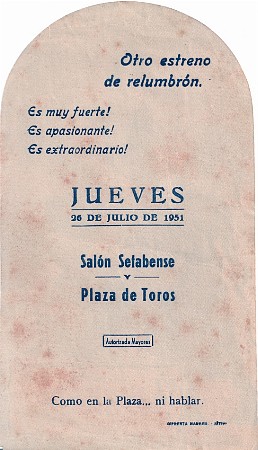 Otro estreno
de relumbrón.
Es muy fuerte!
Es apasionante!
Es extraordinario!
JUEVES
26 DE JULIO DE 1951
Salón Setabense
Y
Plaza de Toros
Autorizada Mayores
Como en la Plaza... ni hablar.
IMPRENTA